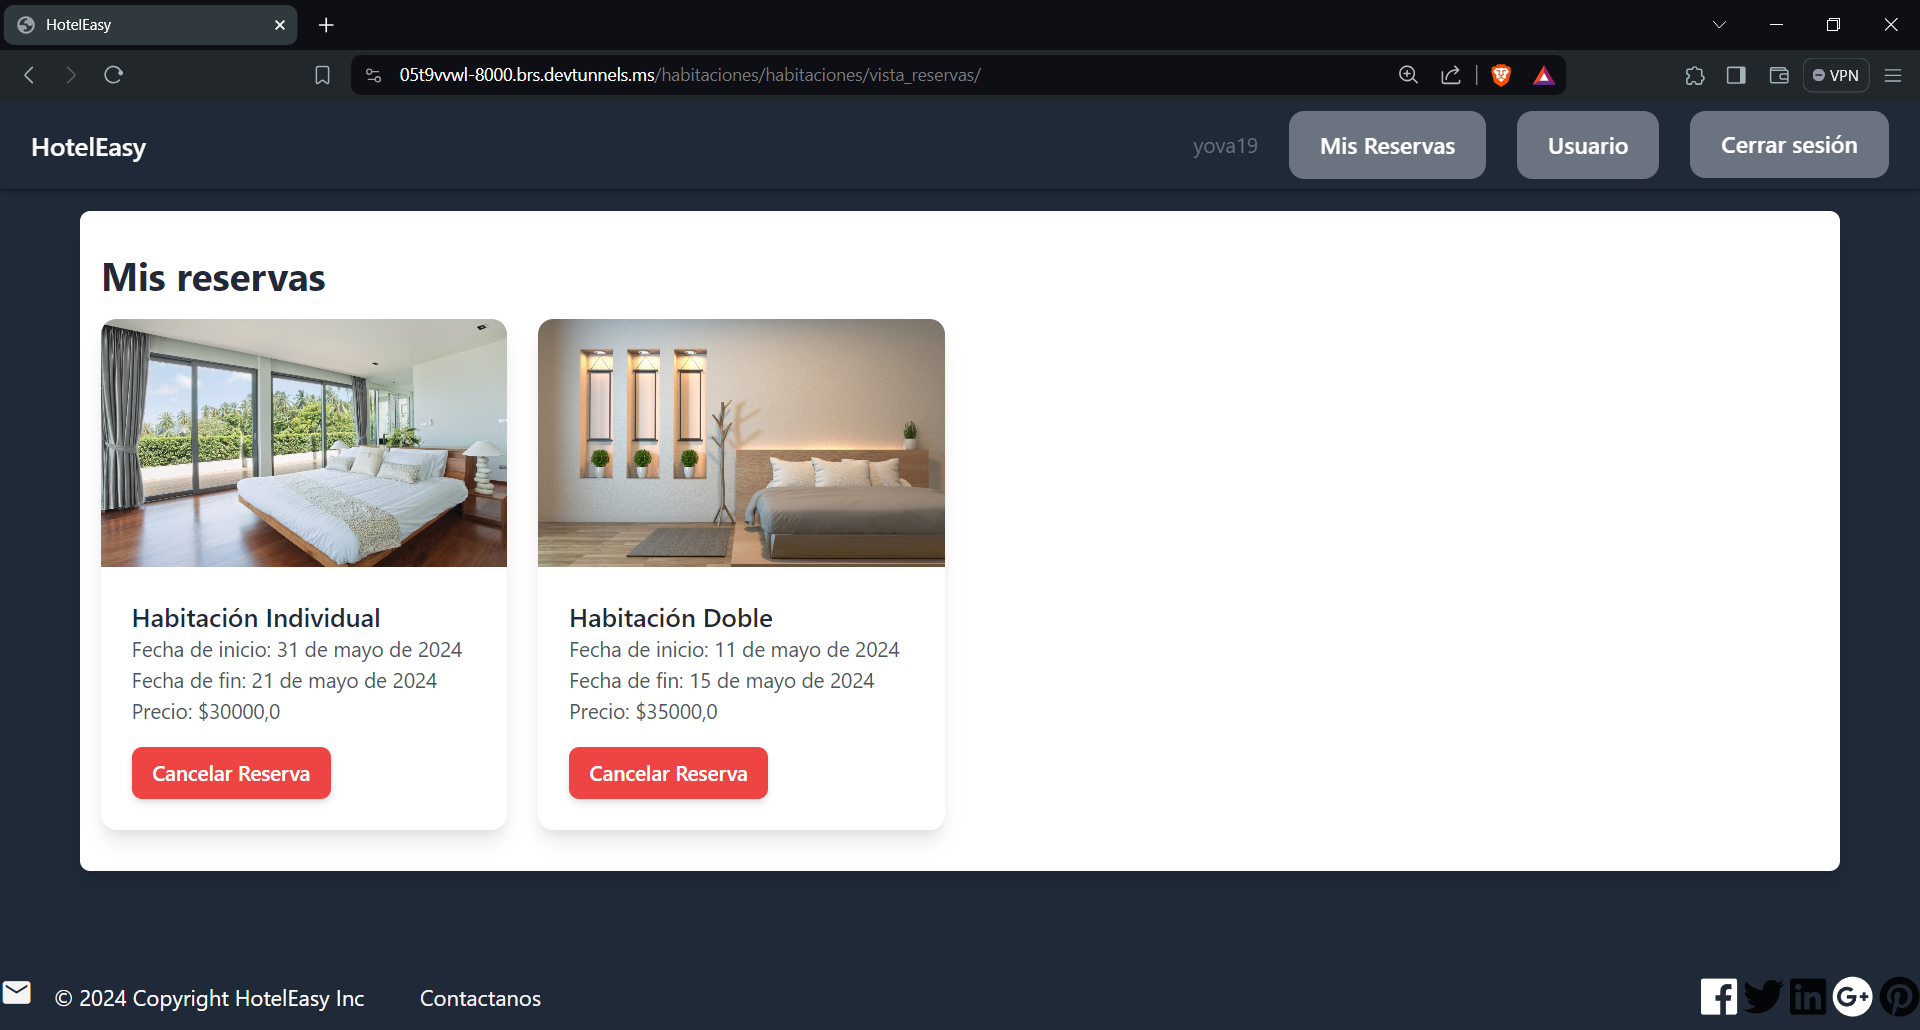 HotelEasy
05t9vvwl-8000.brs.devtunnels.ms/habitaciones/habitaciones/vista_reservas/
VPN
HotelEasy
yova19
Mis Reservas
Usuario
Cerrar sesión
Mis reservas
Habitación Individual
Fecha de inicio: 31 de mayo de 2024
Fecha de fin: 21 de mayo de 2024
Precio: $30000,0
Cancelar Reserva
Habitación Doble
Fecha de inicio: 11 de mayo de 2024
Fecha de fin: 15 de mayo de 2024
Precio: $35000,0
Cancelar Reserva
© 2024 Copyright HotelEasy Inc
Contactanos